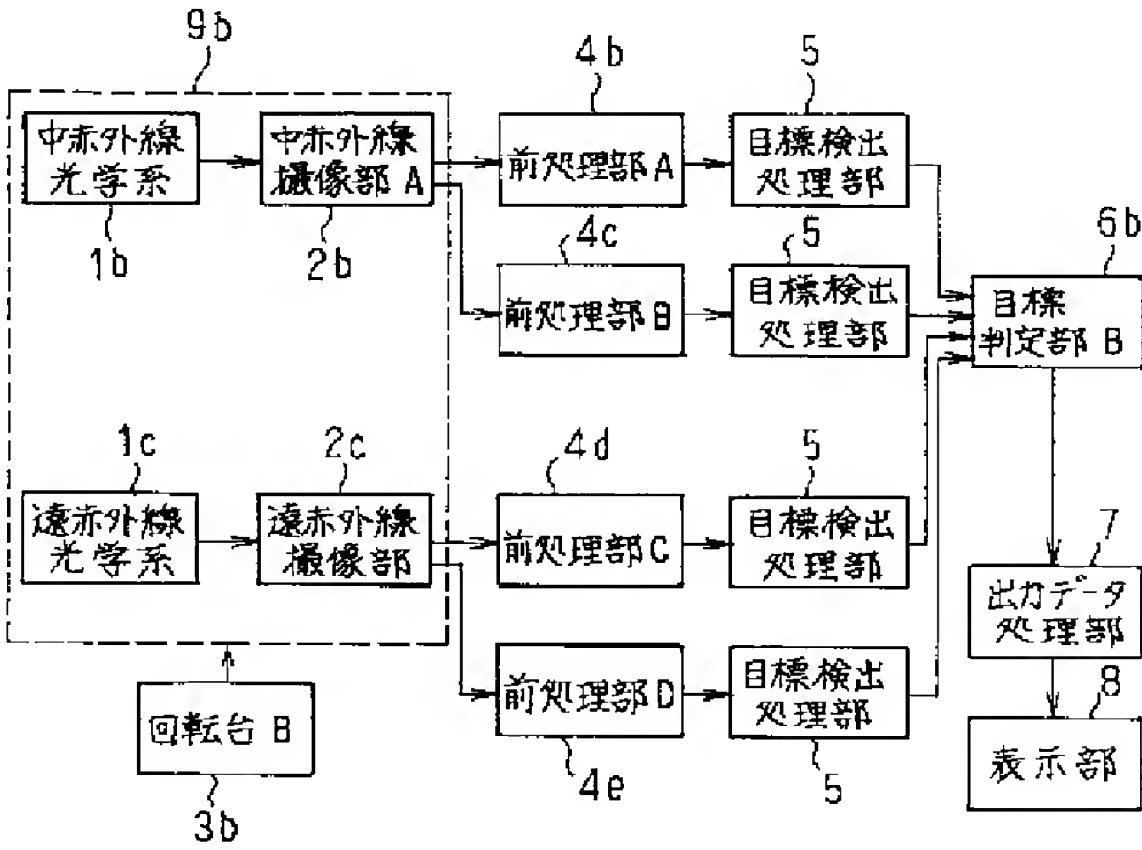 9b
4b
5
中赤外線
光学系
中赤外線
撮像部 A
前処理部 A
目標検出
処理部
1b
2b
4c
5
6b
前処理部 B
目標検出
処理部
目標
判定部 B
1c
2c
4d
5
遠赤外線
光学系
遠赤外線
撮像部
前処理部 C
目標検出
処理部
7
出力データ
処理部
回転台 B
前処理部 D
目標検出
処理部
8
3b
4e
5
表示部